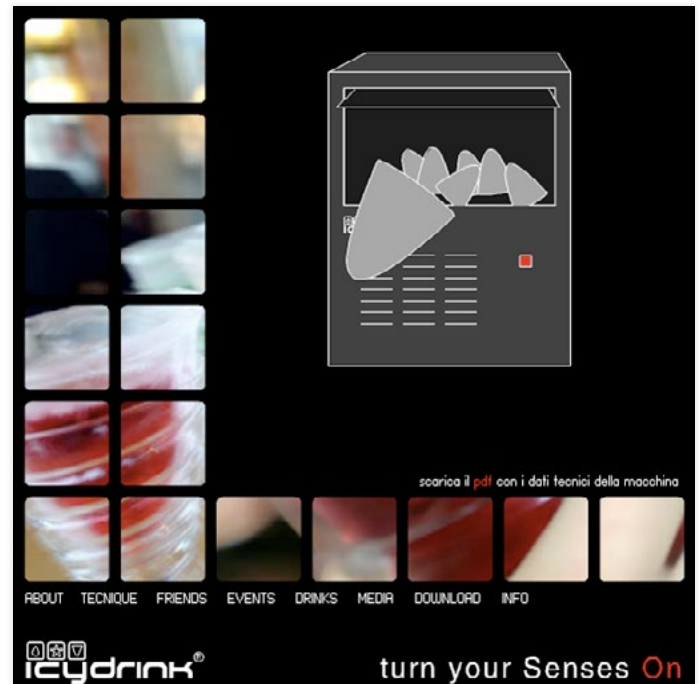 scarica il pdf con i dati tecnici della macchina
ABOUT TECNIQUE FRIENDS EVENTS DRINKS MEDIA DOWNLOAD INFO
icydrink®
turn your Senses On